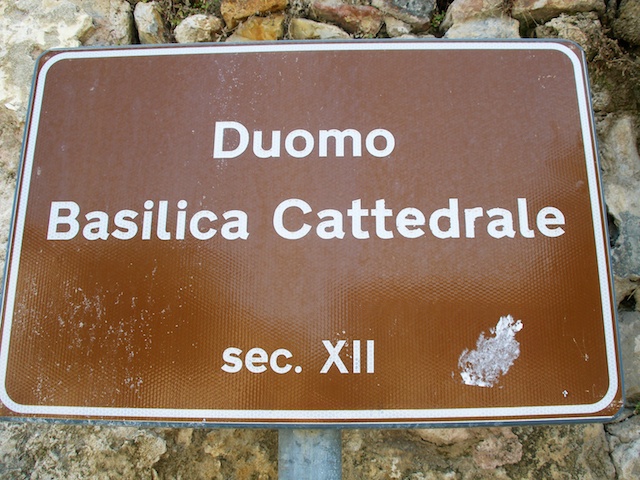 Duomo
Basilica Cattedrale
sec. XII